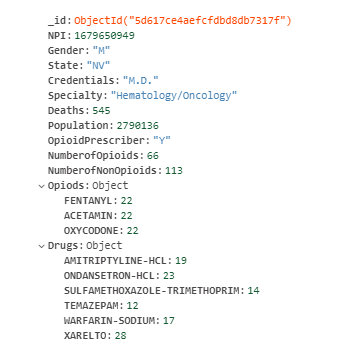 _id:ObjectId("5d617ce4aefcfdbd8db7317f")
NPI:1679650949
Gender:"M"
State:"NV"
Credentials:"M.D."
Specialty:"Hematology/Oncology"
Deaths:545
Population:2790136
OpioidPrescriber:"Y"
NumberofOpioids:66
NumberofNonOpioids:113
Opiods:Object
FENTANYL:22
ACETAMIN:22
OXYCODONE:22
Drugs:Object
AMITRIPTYLINE-HCL:19
ONDANSETRON-HCL:23
SULFAMETHOXAZOLE-TRIMETHOPRIM:14
TEMAZEPAM:12
WARFARIN-SODIUM:17
XARELTO:28